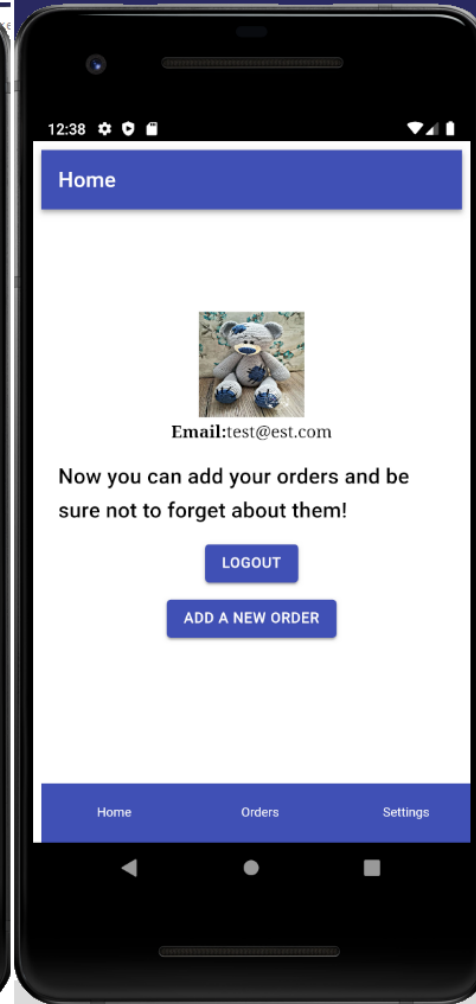 12:38
Home
Email:test@est.com
Now you can add your orders and be
sure not to forget about them!
LOGOUT
ADD A NEW ORDER
Home Orders Settings